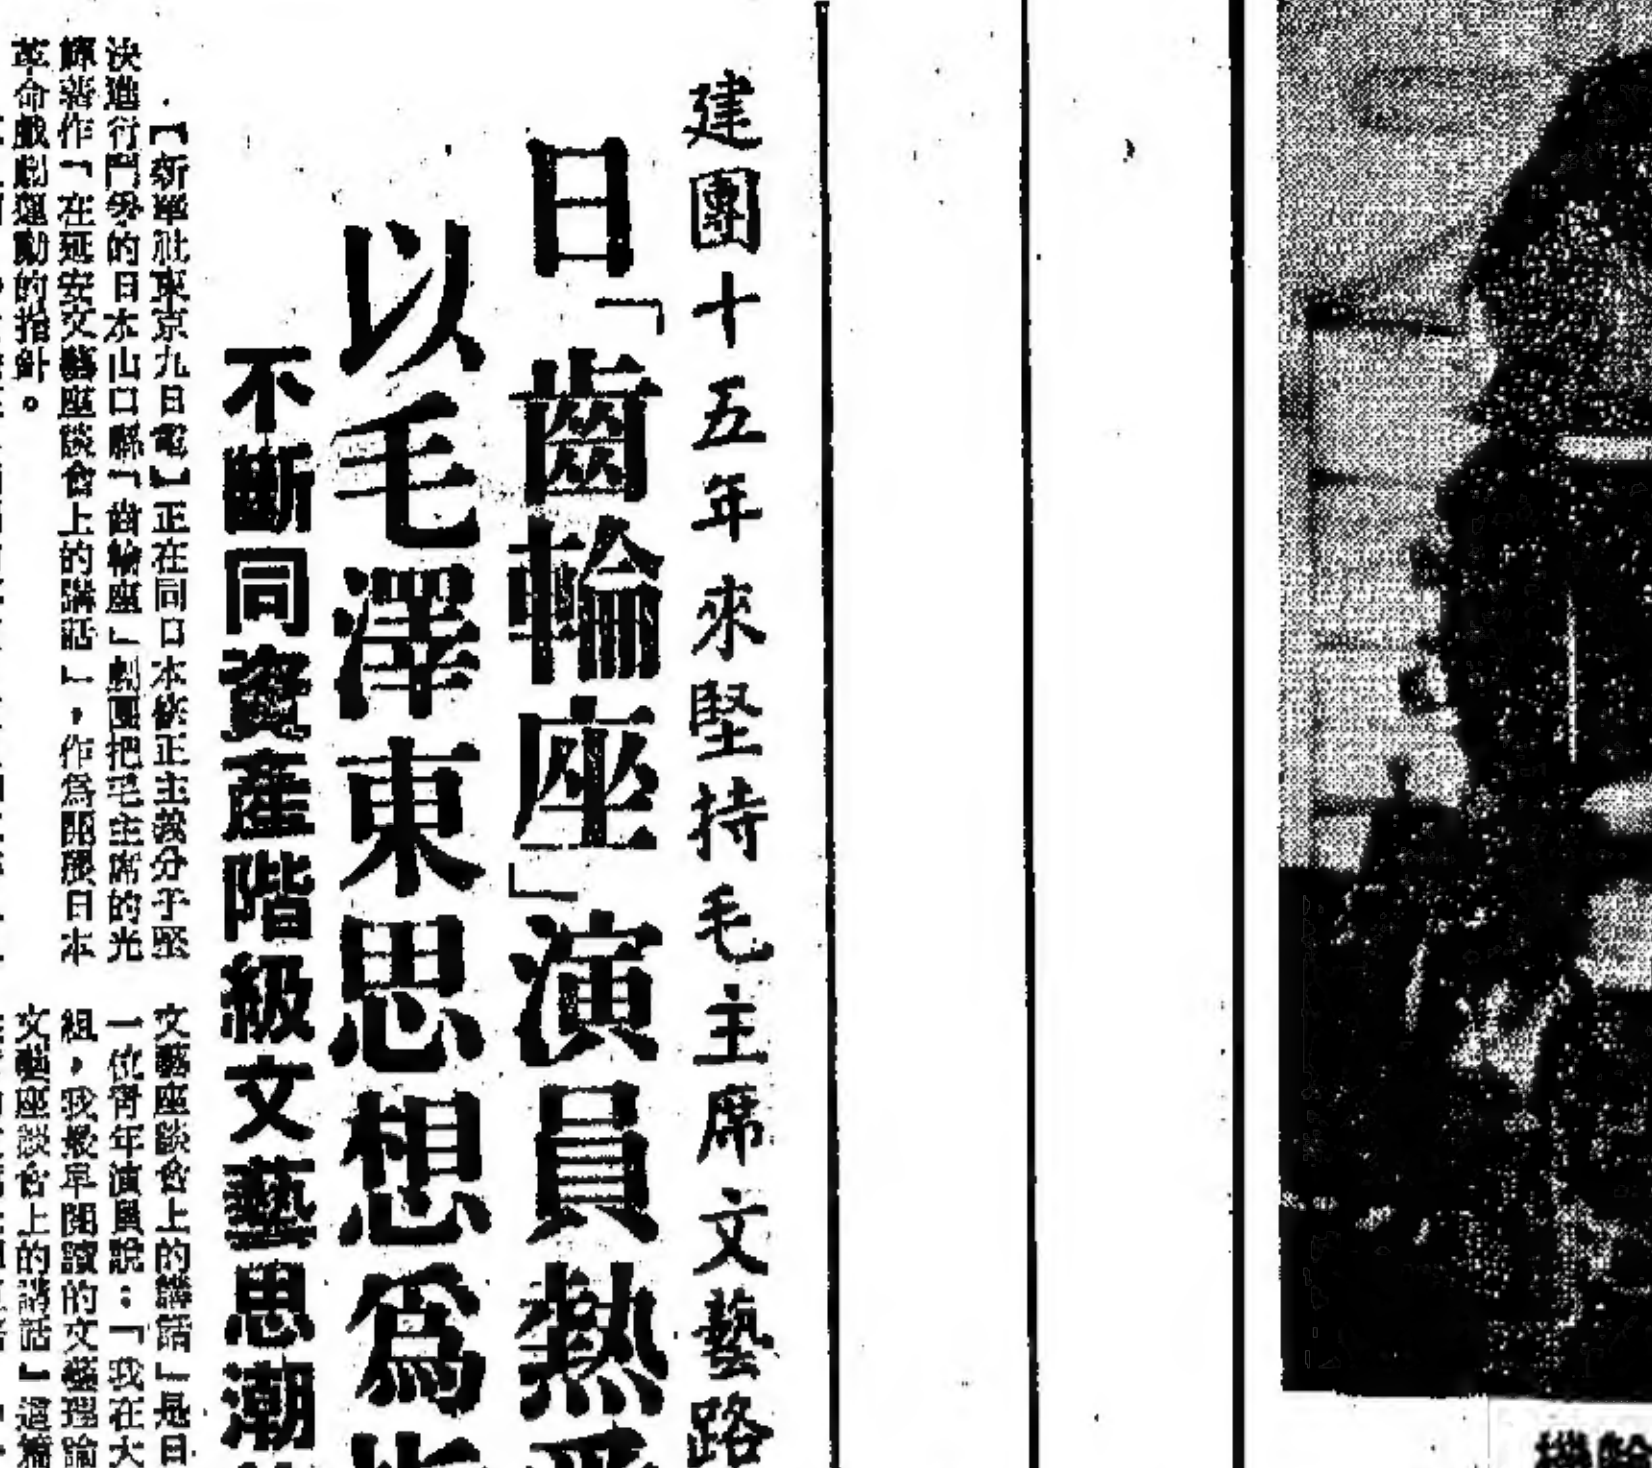 建團十五年來堅持毛主席文藝路
日「齒輪座」演員熱
以毛澤東思想爲
不斷同資產階級文藝思潮
【新華社東京九日電】正在同日本修正主義分子堅
決進行鬥爭的日本山口縣「齒輪座」劇團把毛主席的光
輝著作「在延安文藝座談會上的講話」，作爲開展日本
革命戲劇運動的指針。
文藝座談會上的講話」是日
一位青年演員說：「我在大
組，我最早閱讀的文藝理論
文藝座談會上的講話」這篇